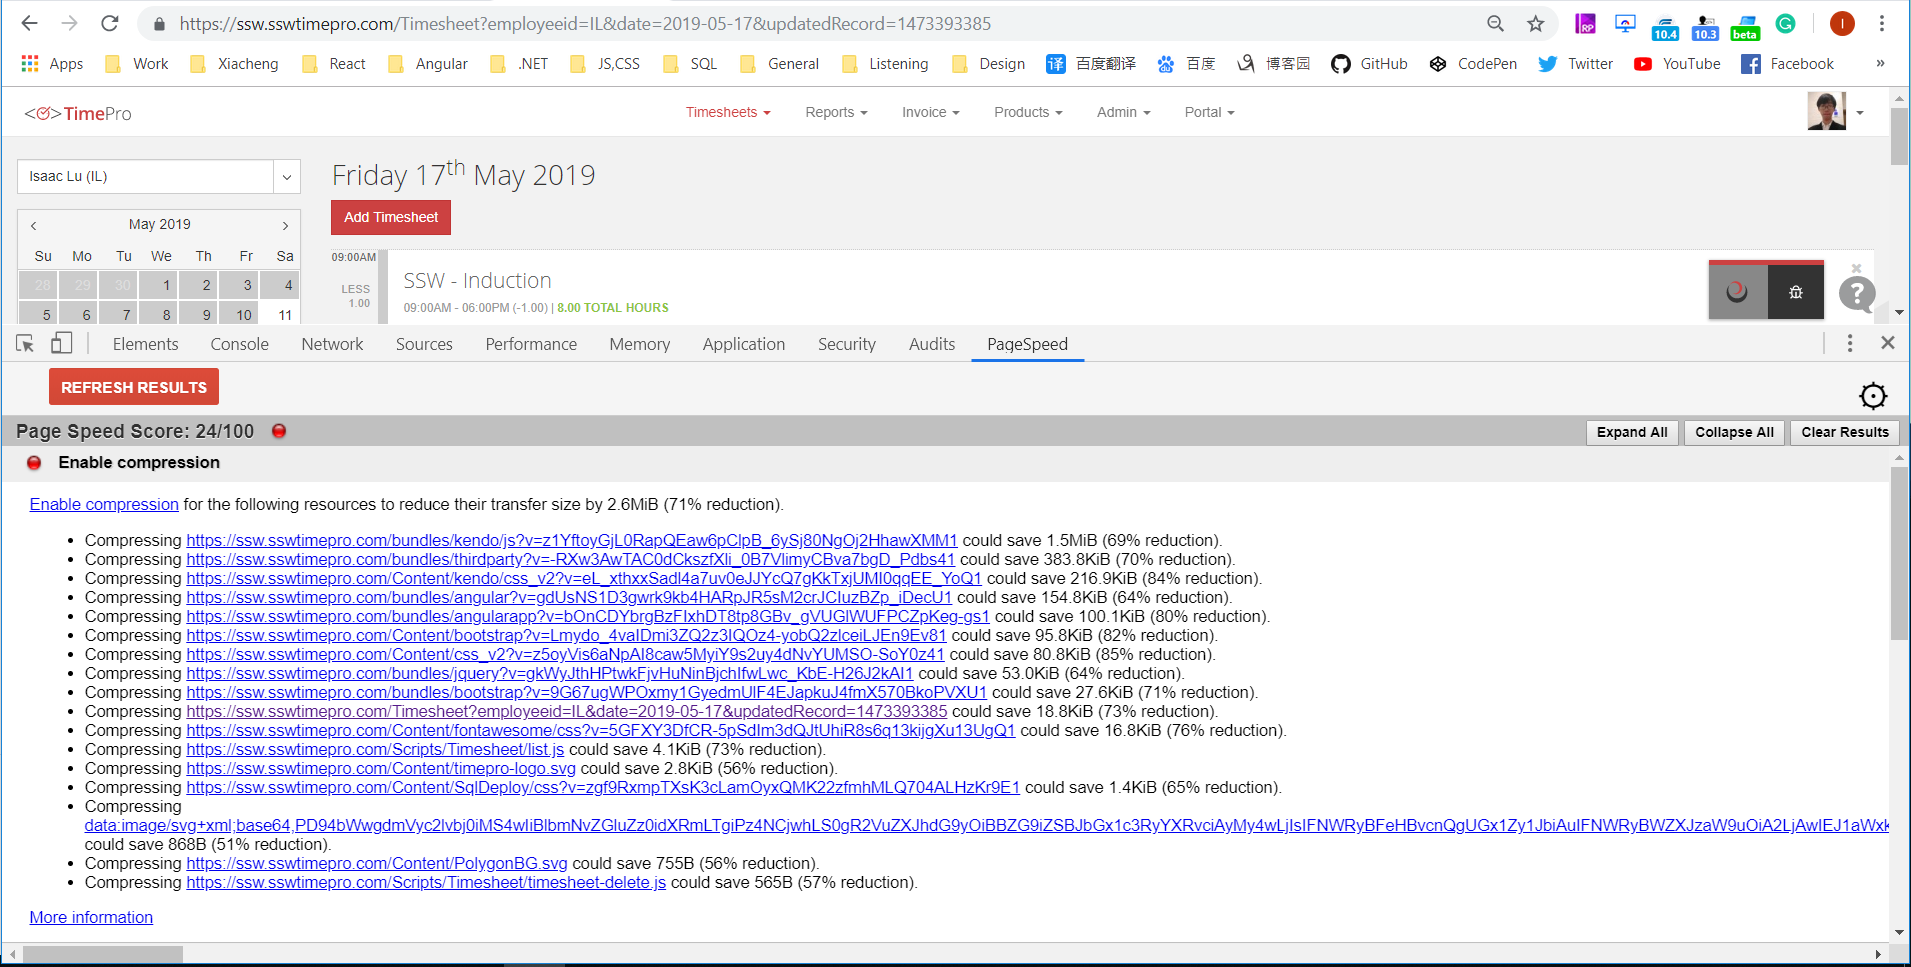 https://ssw.sswtimepro.com/Timesheet?employeeid=IL&date=2019-05-17&updatedRecord=1473393385
RP 10.4 10.3 beta I
Apps Work Xiacheng React Angular .NET JS,CSS SQL General Listening Design 译 百度翻译 百度 博客园 GitHub CodePen Twitter YouTube Facebook »
<>TimePro Timesheets Reports Invoice Products Admin Portal
Isaac Lu (IL)
Friday 17th May 2019
Add Timesheet
May 2019
Su Mo Tu We Th Fr Sa
28 29 30 1 2 3 4
5 6 7 8 9 10 11
09:00AM
LESS
1.00
SSW - Induction
09:00AM - 06:00PM (-1.00) | 8.00 TOTAL HOURS
?
Elements Console Network Sources Performance Memory Application Security Audits PageSpeed
REFRESH RESULTS
Page Speed Score: 24/100 Expand All Collapse All Clear Results
Enable compression
Enable compression for the following resources to reduce their transfer size by 2.6MiB (71% reduction).
• Compressing https://ssw.sswtimepro.com/bundles/kendo/js?v=z1YftoyGjL0RapQEaw6pClpB_6ySj80NgOj2HhawXMM1 could save 1.5MiB (69% reduction).
• Compressing https://ssw.sswtimepro.com/bundles/thirdparty?v=-RXw3AwTAC0dCkszfXli_0B7VlimyCBva7bgD_Pdbs41 could save 383.8KiB (70% reduction).
• Compressing https://ssw.sswtimepro.com/Content/kendo/css_v2?v=eL_xthxxSadl4a7uv0eJJYcQ7gKkTxjUMI0qqEE_YoQ1 could save 216.9KiB (84% reduction).
• Compressing https://ssw.sswtimepro.com/bundles/angular?v=gdUsNS1D3gwrk9kb4HARpJR5sM2crJCIuzBZp_iDecU1 could save 154.8KiB (64% reduction).
• Compressing https://ssw.sswtimepro.com/bundles/angularapp?v=bOnCDYbrgBzFIxhDT8tp8GBv_gVUGlWUFPCZpKeg-gs1 could save 100.1KiB (80% reduction).
• Compressing https://ssw.sswtimepro.com/Content/bootstrap?v=Lmydo_4vaIDmi3ZQ2z3IQOz4-yobQ2zlceiLJEn9Ev81 could save 95.8KiB (82% reduction).
• Compressing https://ssw.sswtimepro.com/Content/css_v2?v=z5oyVis6aNpAI8caw5MyiY9s2uy4dNvYUMSO-SoY0z41 could save 80.8KiB (85% reduction).
• Compressing https://ssw.sswtimepro.com/bundles/jquery?v=gkWyJthHPtwkFjvHuNinBjchIfwLwc_KbE-H26J2kAI1 could save 53.0KiB (64% reduction).
• Compressing https://ssw.sswtimepro.com/bundles/bootstrap?v=9G67ugWPOxmy1GyedmUlF4EJapkuJ4fmX570BkoPVXU1 could save 27.6KiB (71% reduction).
• Compressing https://ssw.sswtimepro.com/Timesheet?employeeid=IL&date=2019-05-17&updatedRecord=1473393385 could save 18.8KiB (73% reduction).
• Compressing https://ssw.sswtimepro.com/Content/fontawesome/css?v=5GFXY3DfCR-5pSdIm3dQJtUhiR8s6q13kijgXu13UgQ1 could save 16.8KiB (76% reduction).
• Compressing https://ssw.sswtimepro.com/Scripts/Timesheet/list.js could save 4.1KiB (73% reduction).
• Compressing https://ssw.sswtimepro.com/Content/timepro-logo.svg could save 2.8KiB (56% reduction).
• Compressing https://ssw.sswtimepro.com/Content/SqlDeploy/css?v=zgf9RxmpTXsK3cLamOyxQMK22zfmhMLQ704ALHzKr9E1 could save 1.4KiB (65% reduction).
• Compressing
data:image/svg+xml;base64,PD94bWwgdmVyc2lvbj0iMS4wIiBlbmNvZGluZz0idXRmLTgiPz4NCjwhLS0gR2VuZXJhdG9yOiBBZG9iZSBJbGx1c3RyYXRvciAyMy4wLjIsIFNWRyBFeHBvcnQgUGx1Zy1JbiAuIFNWRyBWZXJzaW9uOiA2LjAwIEJ1aWxk
could save 868B (51% reduction).
• Compressing https://ssw.sswtimepro.com/Content/PolygonBG.svg could save 755B (56% reduction).
• Compressing https://ssw.sswtimepro.com/Scripts/Timesheet/timesheet-delete.js could save 565B (57% reduction).
More information